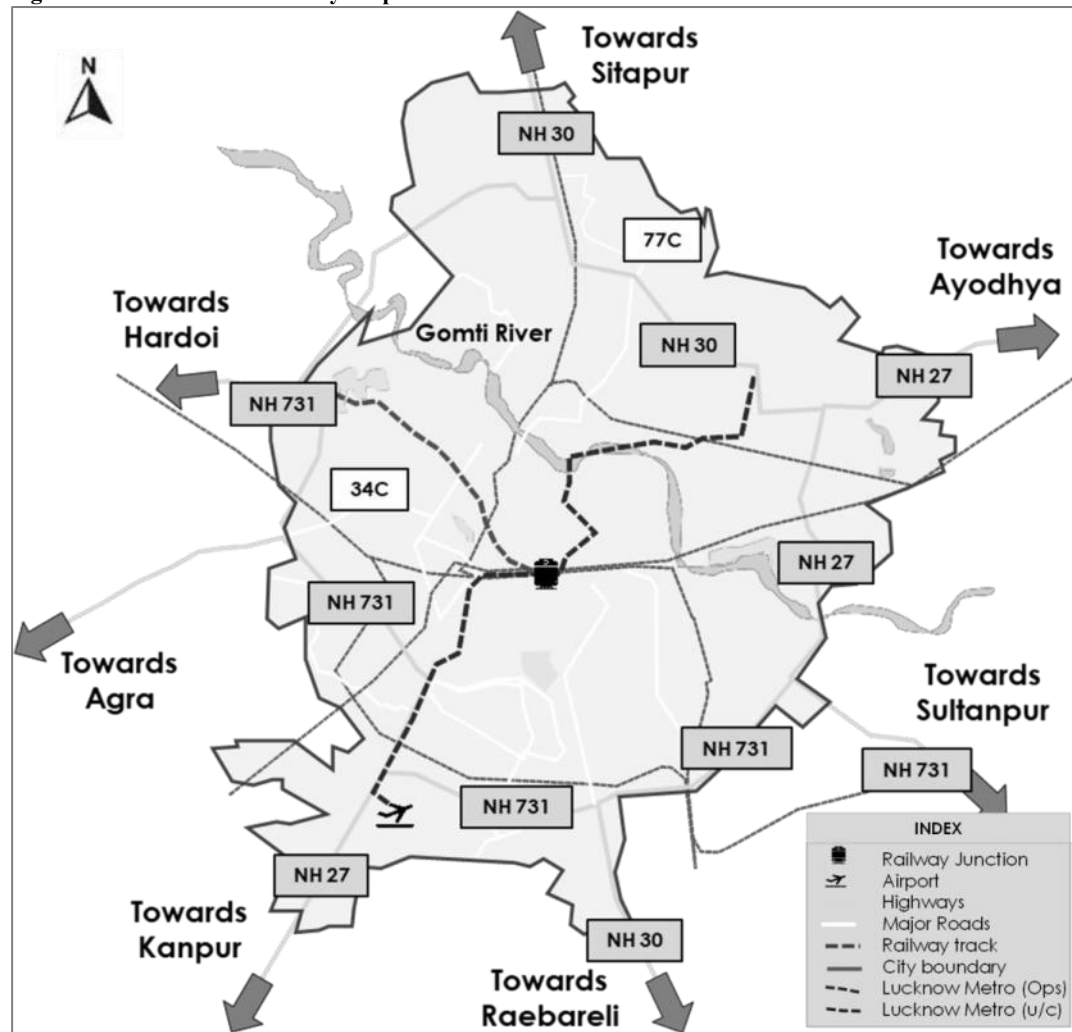 N
Towards
Sitapur
NH 30
77C
Towards
Ayodhya
Towards
Hardoi
Gomti River
NH 30
NH 27
NH 731
34C
NH 27
NH 731
Towards
Agra
Towards
Sultanpur
NH 731
NH 731
NH 731
NH 27
Towards
Kanpur
NH 30
Towards
Raebareli
INDEX
Railway Junction
Airport
Highways
Major Roads
Railway track
City boundary
Lucknow Metro (Ops)
Lucknow Metro (u/c)